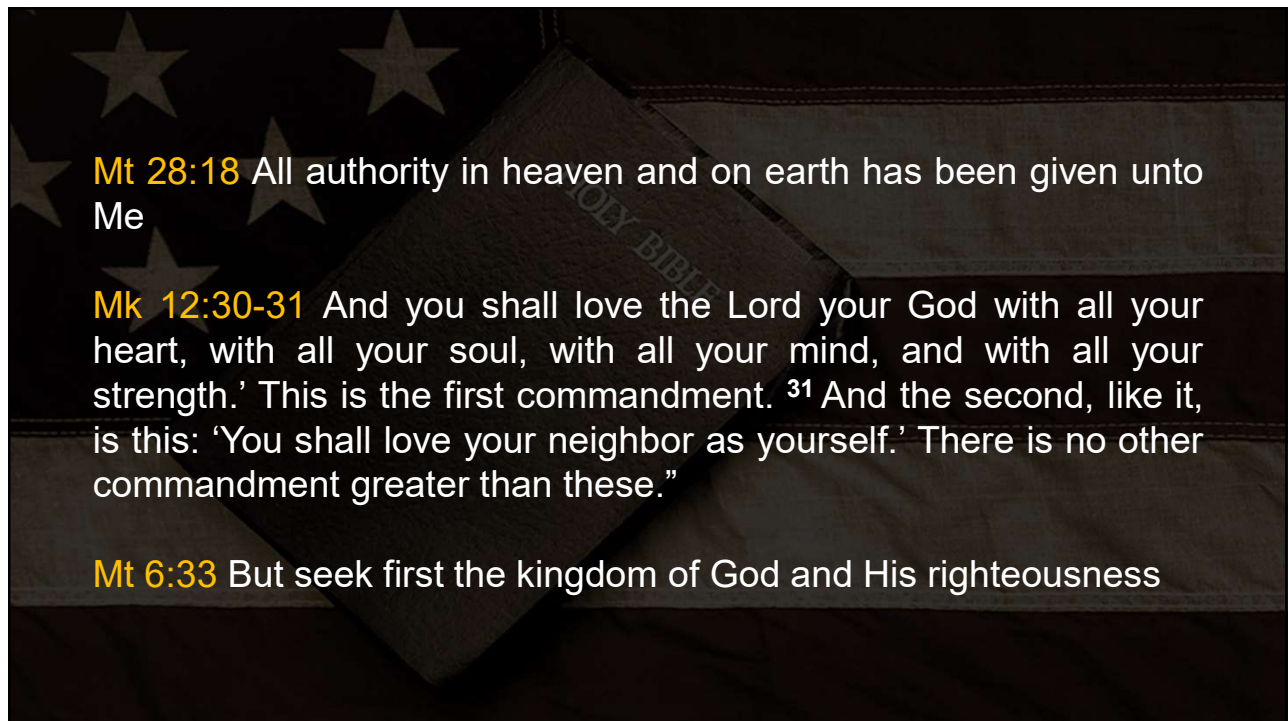 Mt 28:18 All authority in heaven and on earth has been given unto
Me
Mk 12:30-31 And you shall love the Lord your God with all your
heart, with all your soul, with all your mind, and with all your
strength.’ This is the first commandment. 31 And the second, like it,
is this: ‘You shall love your neighbor as yourself.’ There is no other
commandment greater than these.”
Mt 6:33 But seek first the kingdom of God and His righteousness
HOLY BIBLE